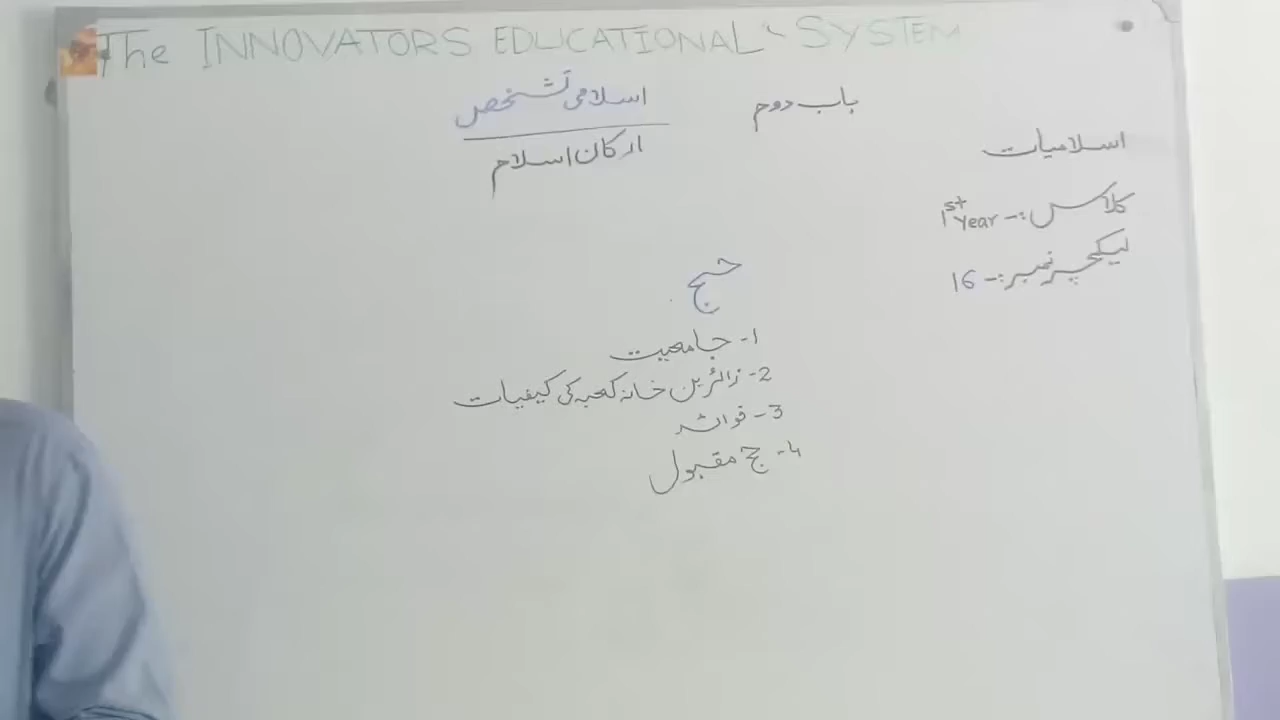 The INNOVATORS EDUCATIONAL SYSTEM
باب دوم
اسلامی تشخص
ارکان اسلام
اسلامیات
کلاس:- 1st Year
لیکچر نمبر:- 16
حج
1- جامعیت
2- زائرین خانہ کعبہ کی کیفیات
3- فوائد
4- حج مقبول